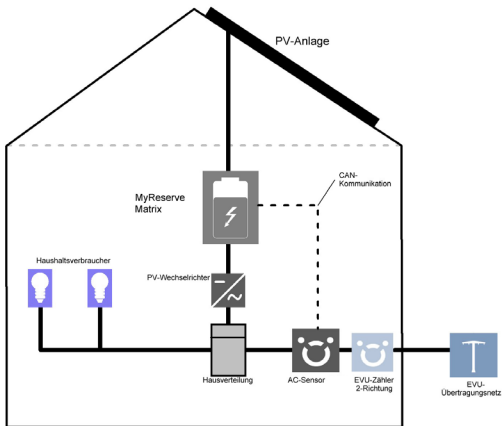 PV-Anlage
CAN-
Kommunikation
MyReserve
Matrix
Haushaltsverbraucher
PV-Wechselrichter
Hausverteilung
AC-Sensor
EVU-Zähler
2-Richtung
EVU-
Übertragungsnetz